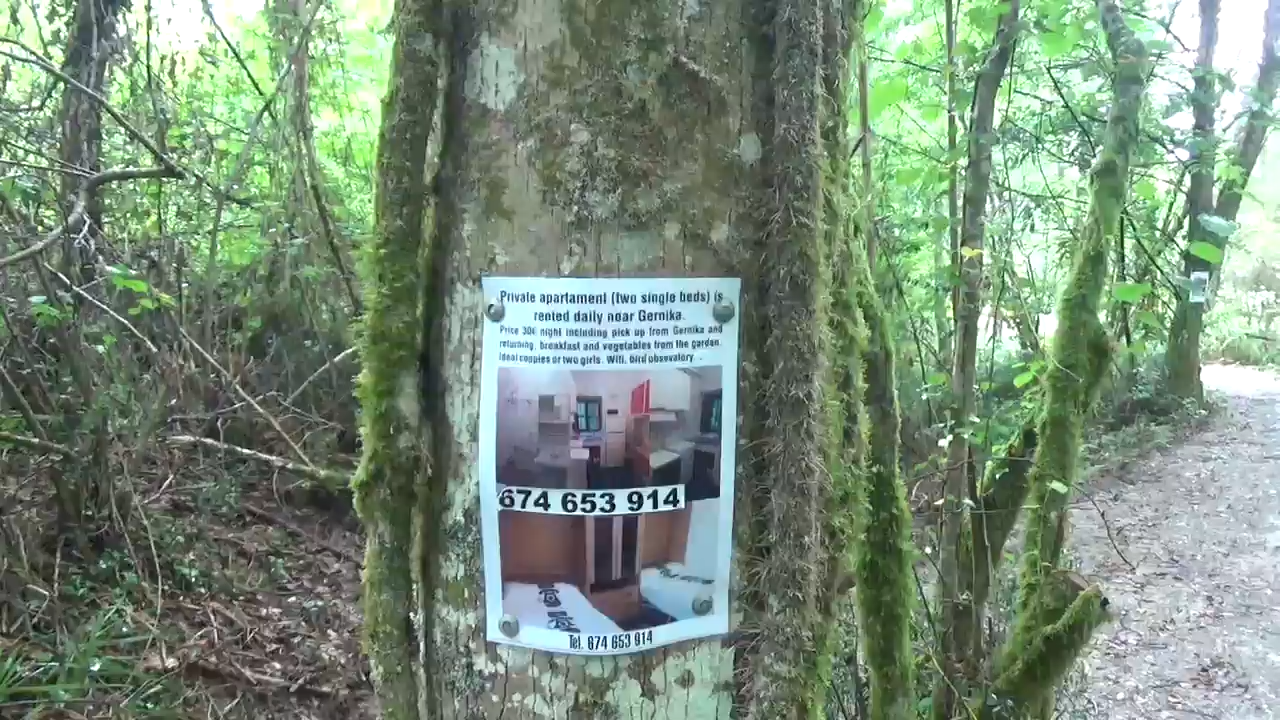 Private apartament (two single beds) is
rented daily near Gernika.
Price 30€ night including pick up from Gernika and
returning, breakfast and vegetables from the garden.
Ideal copples or two girls. Wifi, bird obsovatory...
674 653 914
Tel. 674 653 914